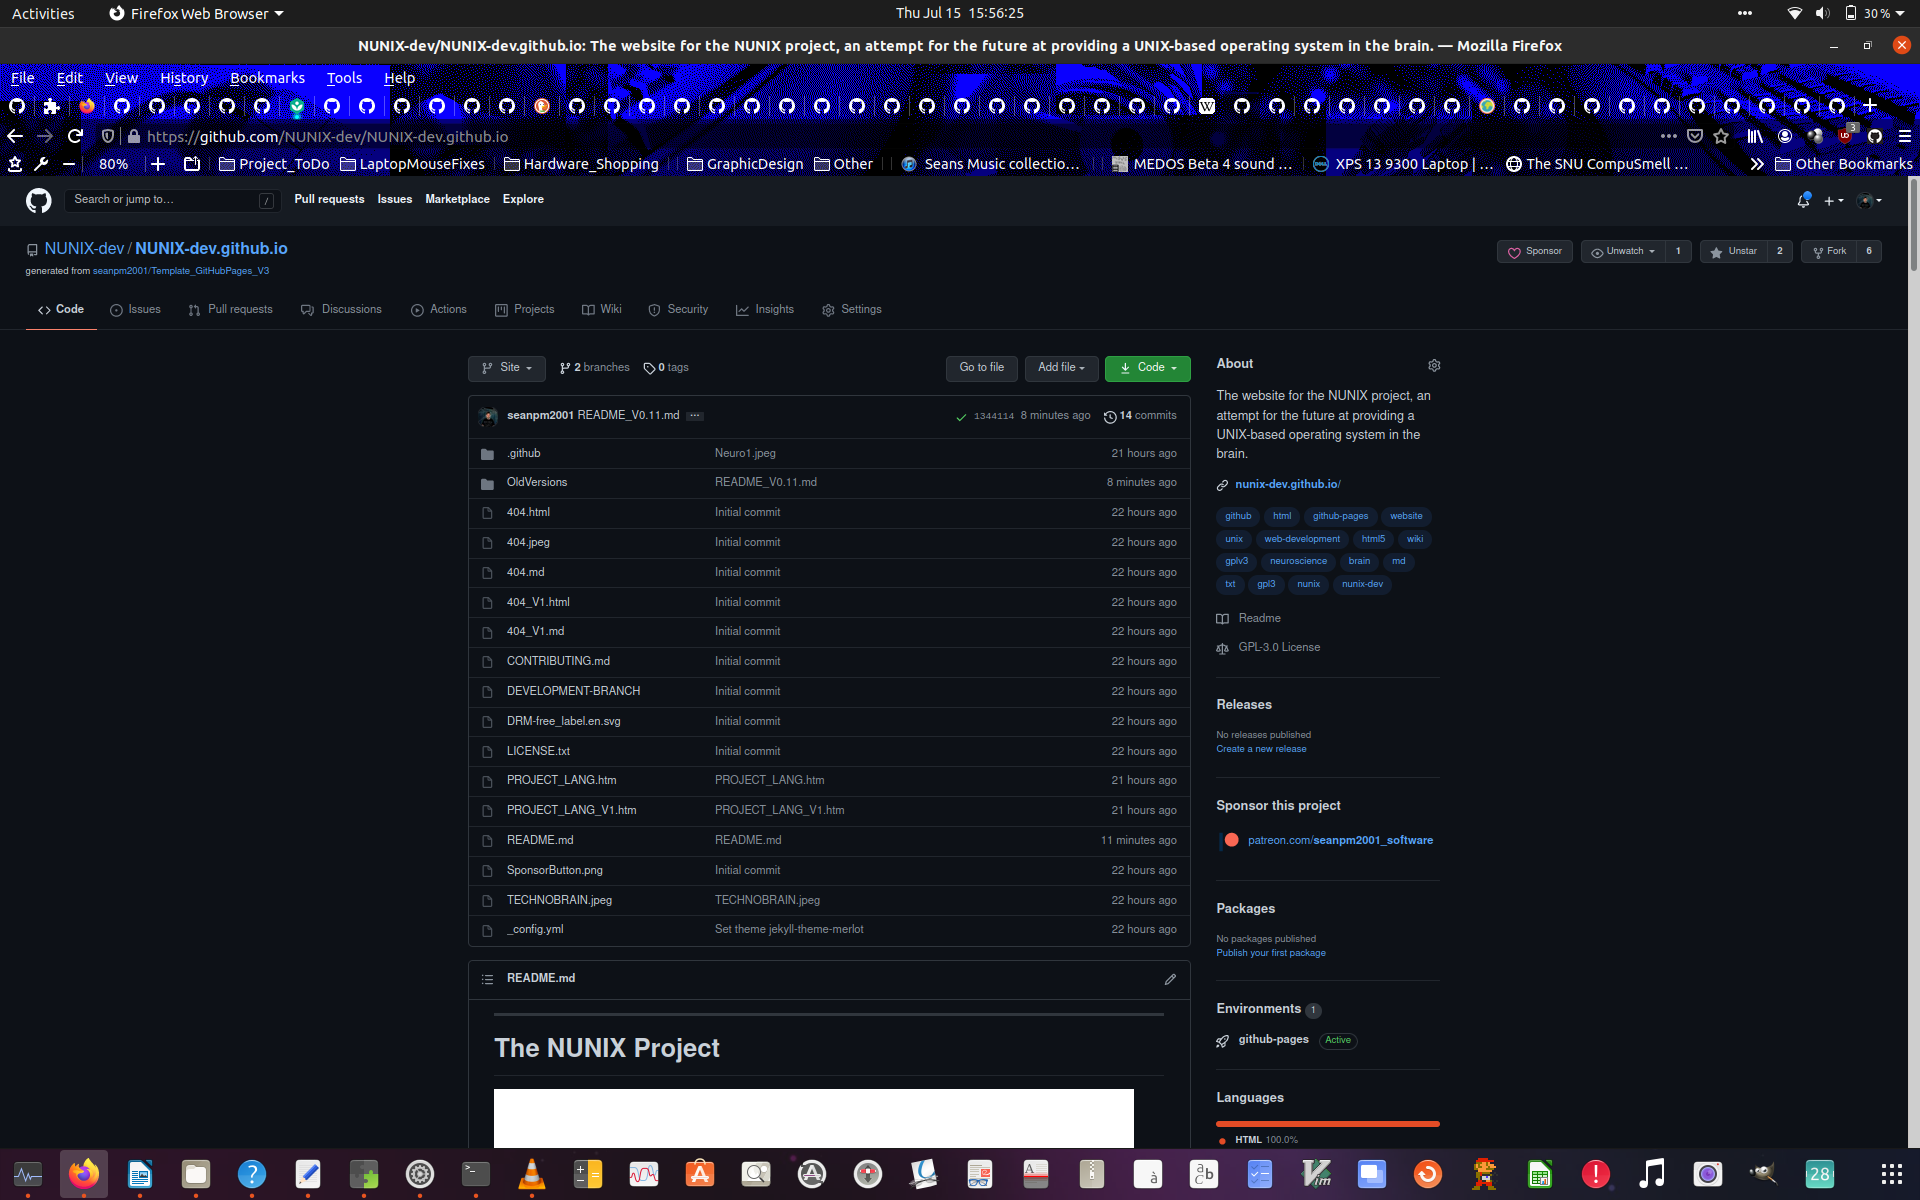 Activities
Firefox Web Browser
Thu Jul 15 15:56:25
30 %
NUNIX-dev/NUNIX-dev.github.io: The website for the NUNIX project, an attempt for the future at providing a UNIX-based operating system in the brain. — Mozilla Firefox
File Edit View History Bookmarks Tools Help
https://github.com/NUNIX-dev/NUNIX-dev.github.io
3
80%
Project_ToDo
LaptopMouseFixes
Hardware_Shopping
GraphicDesign
Other
Seans Music collectio…
MEDOS Beta 4 sound …
XPS 13 9300 Laptop | …
The SNU CompuSmell …
Other Bookmarks
Search or jump to…
/
Pull requests Issues Marketplace Explore
NUNIX-dev / NUNIX-dev.github.io
generated from seanpm2001/Template_GitHubPages_V3
Sponsor
Unwatch 1
Unstar 2
Fork 6
Code
Issues
Pull requests
Discussions
Actions
Projects
Wiki
Security
Insights
Settings
Site
2 branches
0 tags
Go to file
Add file
Code
seanpm2001 README_V0.11.md ...
1344114 8 minutes ago
14 commits
.github Neuro1.jpeg 21 hours ago
OldVersions README_V0.11.md 8 minutes ago
404.html Initial commit 22 hours ago
404.jpeg Initial commit 22 hours ago
404.md Initial commit 22 hours ago
404_V1.html Initial commit 22 hours ago
404_V1.md Initial commit 22 hours ago
CONTRIBUTING.md Initial commit 22 hours ago
DEVELOPMENT-BRANCH Initial commit 22 hours ago
DRM-free_label.en.svg Initial commit 22 hours ago
LICENSE.txt Initial commit 22 hours ago
PROJECT_LANG.htm PROJECT_LANG.htm 21 hours ago
PROJECT_LANG_V1.htm PROJECT_LANG_V1.htm 21 hours ago
README.md README.md 11 minutes ago
SponsorButton.png Initial commit 22 hours ago
TECHNOBRAIN.jpeg TECHNOBRAIN.jpeg 22 hours ago
_config.yml Set theme jekyll-theme-merlot 22 hours ago
README.md
The NUNIX Project
About
The website for the NUNIX project, an
attempt for the future at providing a
UNIX-based operating system in the
brain.
nunix-dev.github.io/
github html github-pages website
unix web-development html5 wiki
gplv3 neuroscience brain md
txt gpl3 nunix nunix-dev
Readme
GPL-3.0 License
Releases
No releases published
Create a new release
Sponsor this project
patreon.com/seanpm2001_software
Packages
No packages published
Publish your first package
Environments 1
github-pages Active
Languages
HTML 100.0%
28